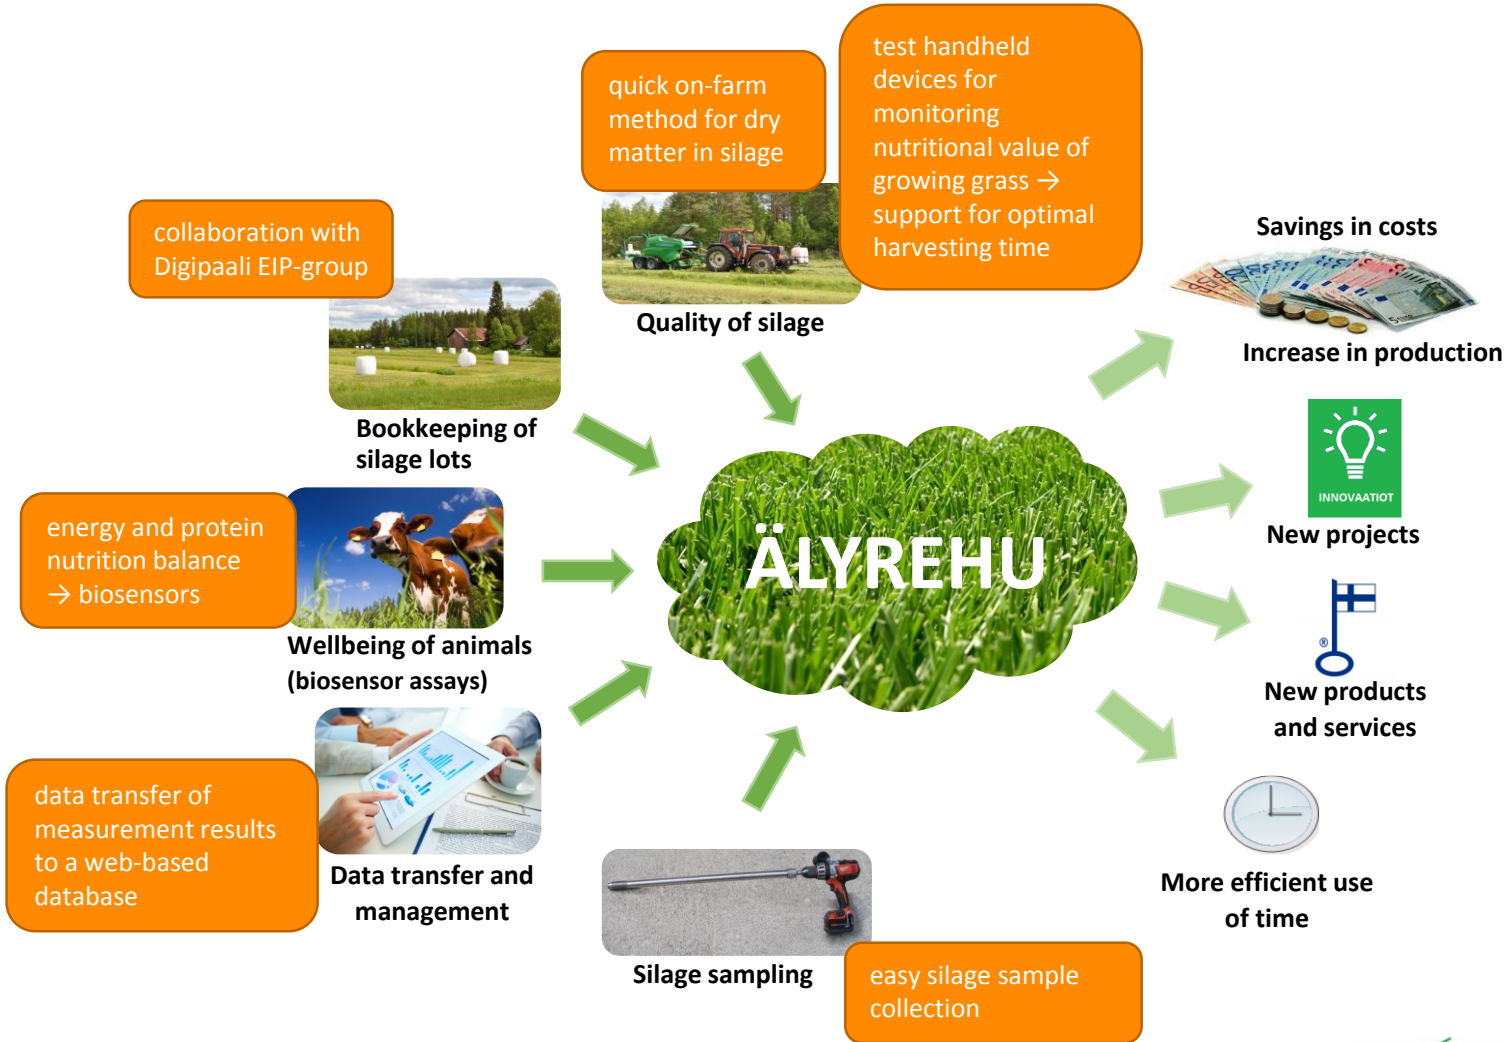 quick on-farm
method for dry
matter in silage
test handheld
devices for
monitoring
nutritional value of
growing grass →
support for optimal
harvesting time
Quality of silage
collaboration with
Digipaali EIP-group
Bookkeeping of
silage lots
energy and protein
nutrition balance
→ biosensors
Wellbeing of animals
(biosensor assays)
data transfer of
measurement results
to a web-based
database
Data transfer and
management
Silage sampling
easy silage sample
collection
ÄLYREHU
Savings in costs
5
Increase in production
INNOVAATIOT
New projects
®
New products
and services
More efficient use
of time